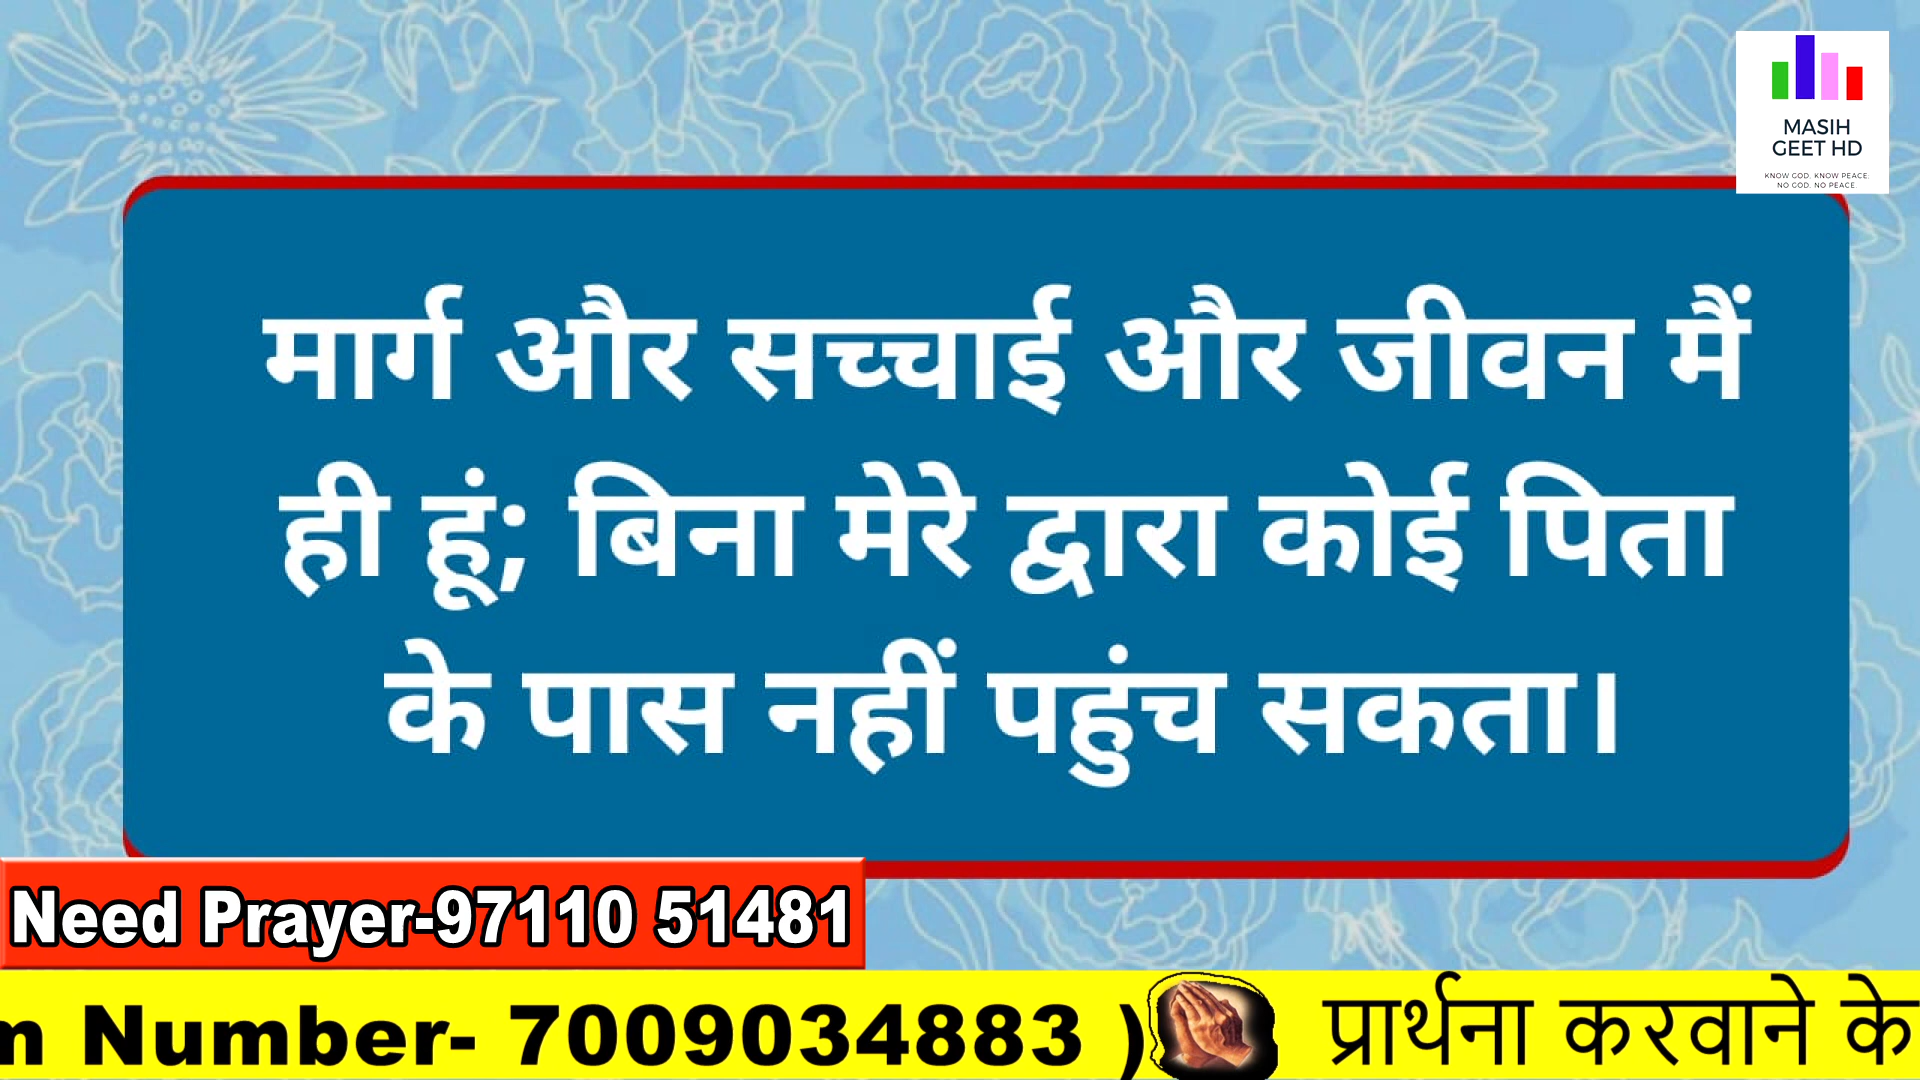 MASIH
GEET HD
KNOW GOD. KNOW PEACE.
NO GOD. NO PEACE.
मार्ग और सच्चाई और जीवन मैं
ही हूं; बिना मेरे द्वारा कोई पिता
के पास नहीं पहुंच सकता।
Need Prayer-97110 51481
m Number- 7009034883 ) प्रार्थना करवाने के